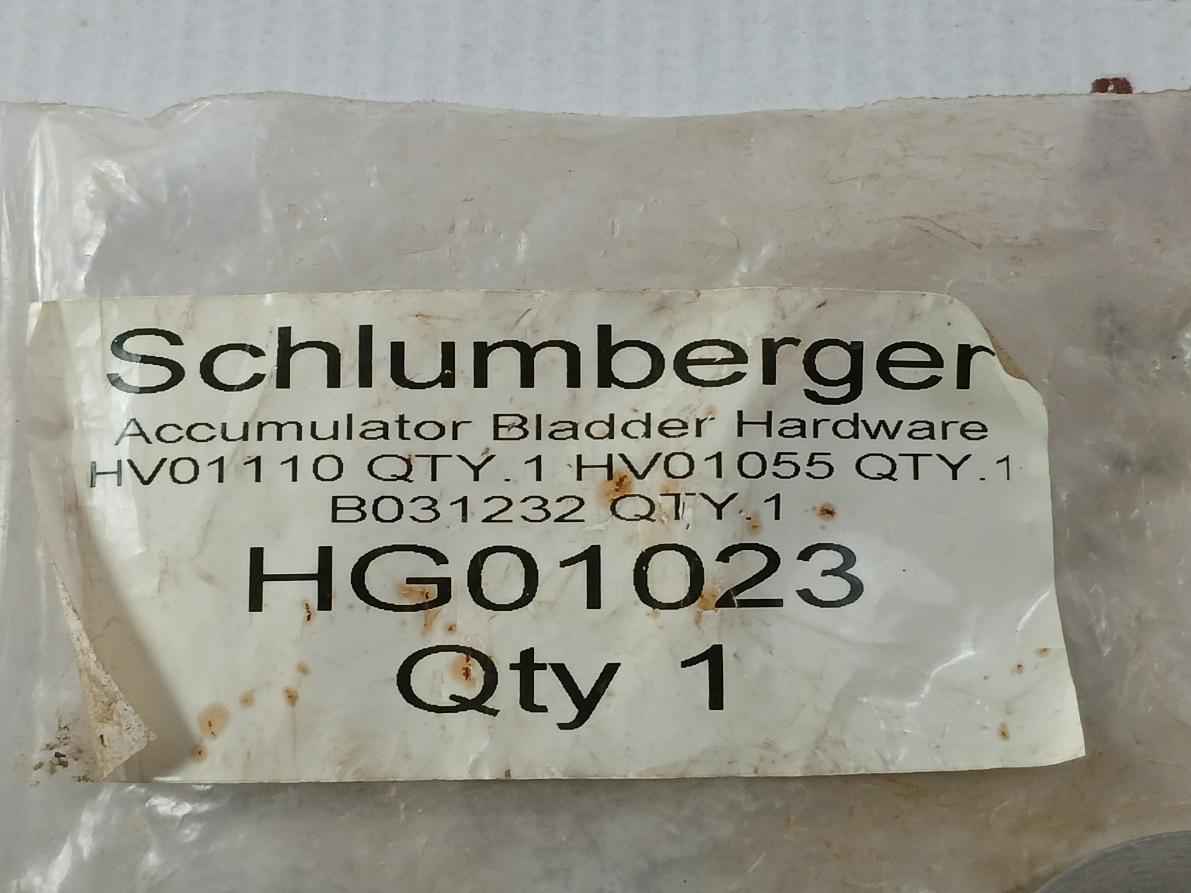 Schlumberger
Accumulator Bladder Hardware
HV01110 QTY.1 HV01055 QTY.1
B031232 QTY.1
HG01023
Qty 1